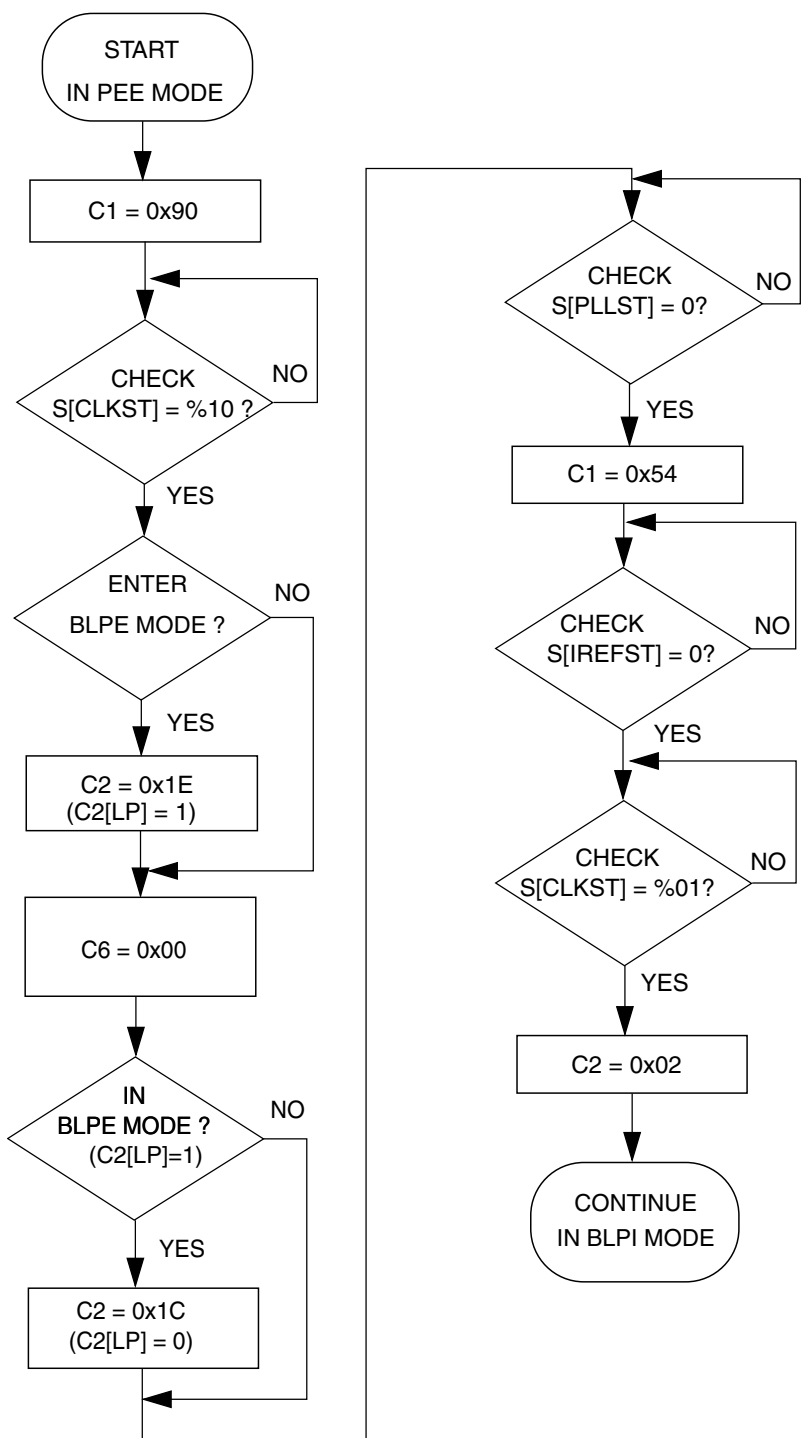 START
IN PEE MODE
C1 = 0x90
CHECK
S[CLKST] = %10 ?
NO
YES
ENTER
BLPE MODE ?
NO
YES
C2 = 0x1E
(C2[LP] = 1)
C6 = 0x00
IN
BLPE MODE ?
(C2[LP]=1)
NO
YES
C2 = 0x1C
(C2[LP] = 0)
CHECK
S[PLLST] = 0?
NO
YES
C1 = 0x54
CHECK
S[IREFST] = 0?
NO
YES
CHECK
S[CLKST] = %01?
NO
YES
C2 = 0x02
CONTINUE
IN BLPI MODE